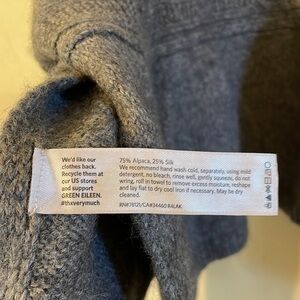 We'd like our
clothes back.
Recycle them at
our US stores
and support
GREEN EILEEN.
#thxverymuch
75% Alpaca, 25% Silk
We recommend hand wash cold, separately, using mild
detergent, no bleach, rinse well, gently squeeze, do not
wring, roll in towel to remove excess moisture, reshape
and lay flat to dry cool iron if necessary. May be dry
cleaned.
RN#78121/CA#34460 R4LAK